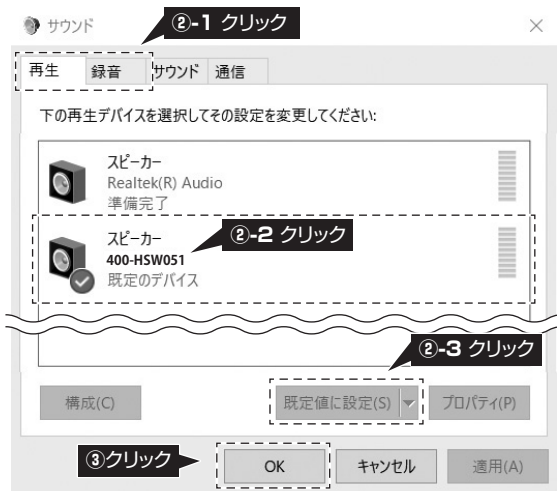 サウンド
②-1 クリック
再生 録音 サウンド 通信
下の再生デバイスを選択してその設定を変更してください:
スピーカー
Realtek(R) Audio
準備完了
スピーカー
400-HSW051
既定のデバイス
②-2 クリック
②-3 クリック
構成(C) 既定値に設定(S) プロパティ(P)
③クリック
OK キャンセル 適用(A)